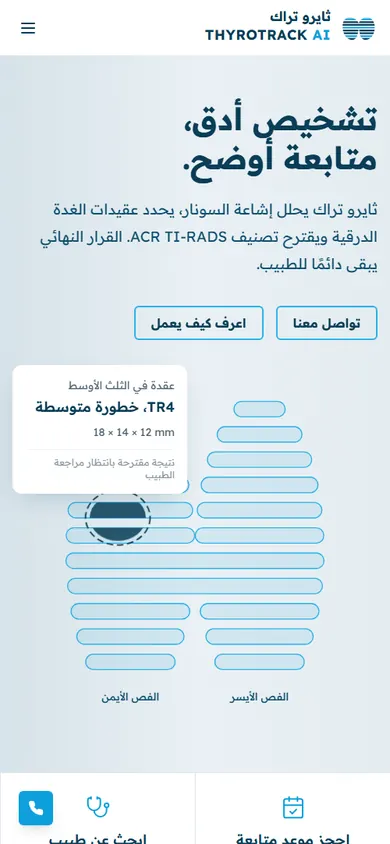 ثايرو تراك
THYROTRACK AI
تشخيص أدق،
متابعة أوضح.
ثايرو تراك يحلل إشاعة السونار، يحدد عقيدات الغدة
الدرقية ويقترح تصنيف ACR TI-RADS. القرار النهائي
يبقى دائمًا للطبيب.
تواصل معنا
اعرف كيف يعمل
عقدة في الثلث الأوسط
TR4، خطورة متوسطة
18 × 14 × 12 mm
نتيجة مقترحة بانتظار مراجعة
الطبيب
الفص الأيسر
الفص الأيمن
احجز موعد متابعة
ابحث عن طبيب